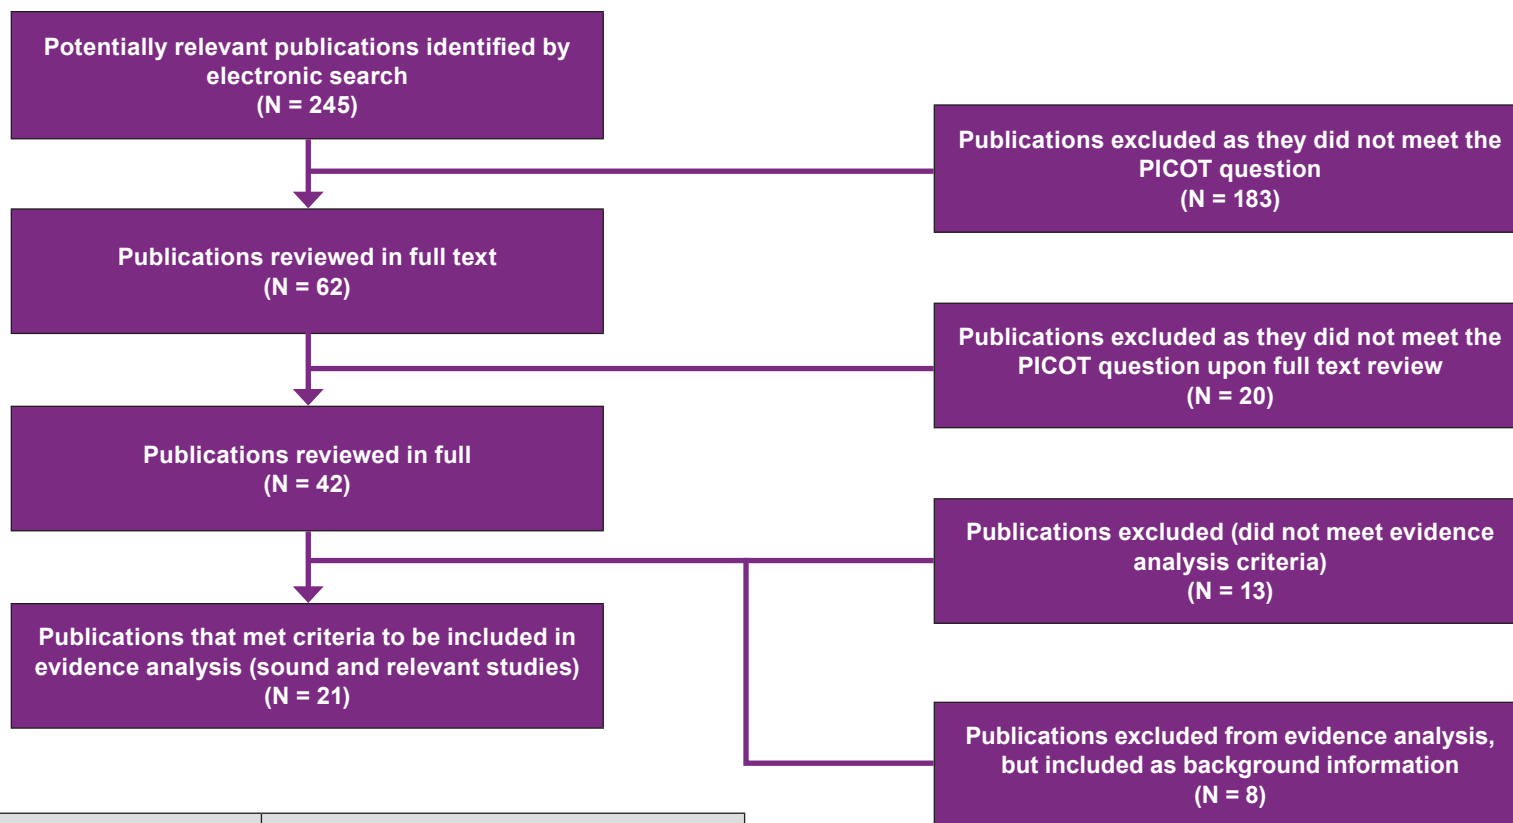 Potentially relevant publications identified by
electronic search
(N = 245)
Publications excluded as they did not meet the
PICOT question
(N = 183)
Publications reviewed in full text
(N = 62)
Publications excluded as they did not meet the
PICOT question upon full text review
(N = 20)
Publications reviewed in full
(N = 42)
Publications excluded (did not meet evidence
analysis criteria)
(N = 13)
Publications that met criteria to be included in
evidence analysis (sound and relevant studies)
(N = 21)
Publications excluded from evidence analysis,
but included as background information
(N = 8)